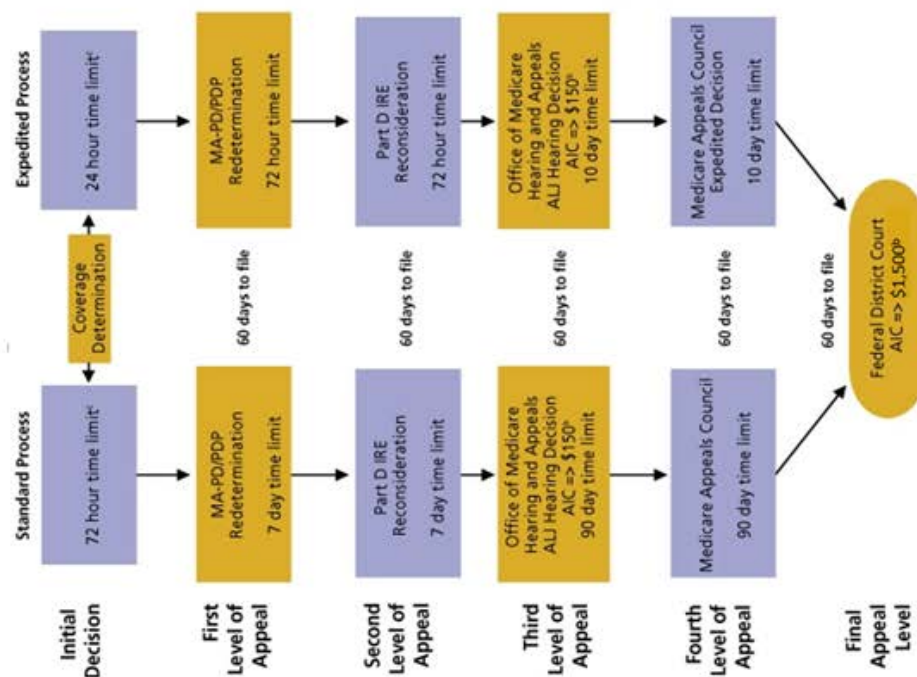 Standard Process
Expedited Process
Coverage
Determination
Initial
Decision
72 hour time limitᶜ
24 hour time limitᶜ
First
Level of
Appeal
MA-PD/PDP
Redetermination
7 day time limit
60 days to file
MA-PD/PDP
Redetermination
72 hour time limit
Second
Level of
Appeal
Part D IRE
Reconsideration
7 day time limit
60 days to file
Part D IRE
Reconsideration
72 hour time limit
Third
Level of
Appeal
Office of Medicare
Hearing and Appeals
ALJ Hearing Decision
AIC => $150ᵇ
90 day time limit
60 days to file
Office of Medicare
Hearing and Appeals
ALJ Hearing Decision
AIC => $150ᵇ
10 day time limit
Fourth
Level of
Appeal
Medicare Appeals Council
90 day time limit
60 days to file
Medicare Appeals Council
Expedited Decision
10 day time limit
60 days to file
Final
Appeal
Level
Federal District Court
AIC => $1,500ᵇ